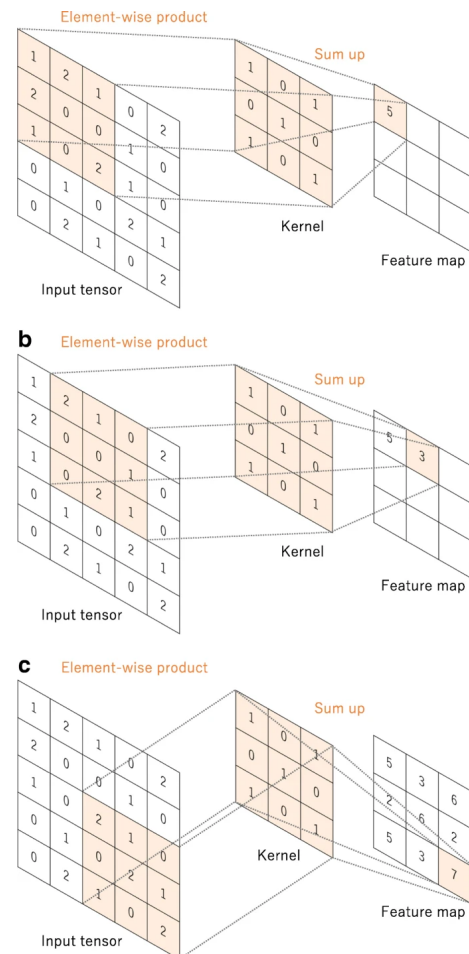 Element-wise product
Sum up
1 2 1 0 2
2 0 0 1 0
1 0 2 1 0
0 1 0 2 1
0 2 1 0 2
1 0 1
0 1 0
1 0 1
5
Kernel
Feature map
Input tensor
b
Element-wise product
Sum up
1 2 1 0 2
2 0 0 1 0
1 0 2 1 0
0 1 0 2 1
0 2 1 0 2
1 0 1
0 1 0
1 0 1
5 3
Kernel
Feature map
Input tensor
c
Element-wise product
Sum up
1 2 1 0 2
2 0 0 1 0
1 0 2 1 0
0 1 0 2 1
0 2 1 0 2
1 0 1
0 1 0
1 0 1
5 3 6
2 6 2
5 3 7
Kernel
Feature map
Input tensor